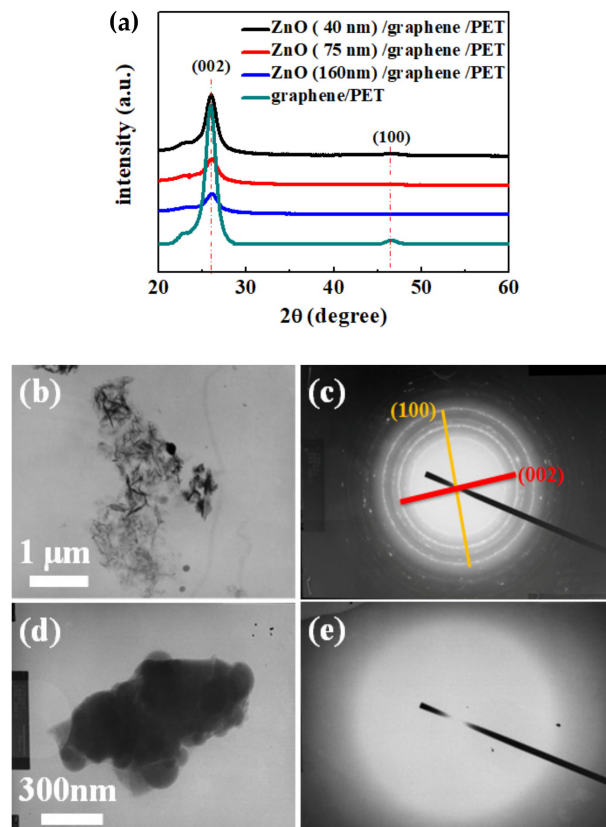 (a)
ZnO ( 40 nm) /graphene /PET
ZnO ( 75 nm) /graphene /PET
ZnO (160nm) /graphene /PET
graphene/PET
(002)
(100)
intensity (a.u.)
20 30 40 50 60
2θ (degree)
(b)
1 μm
(c)
(100)
(002)
(d)
300nm
(e)